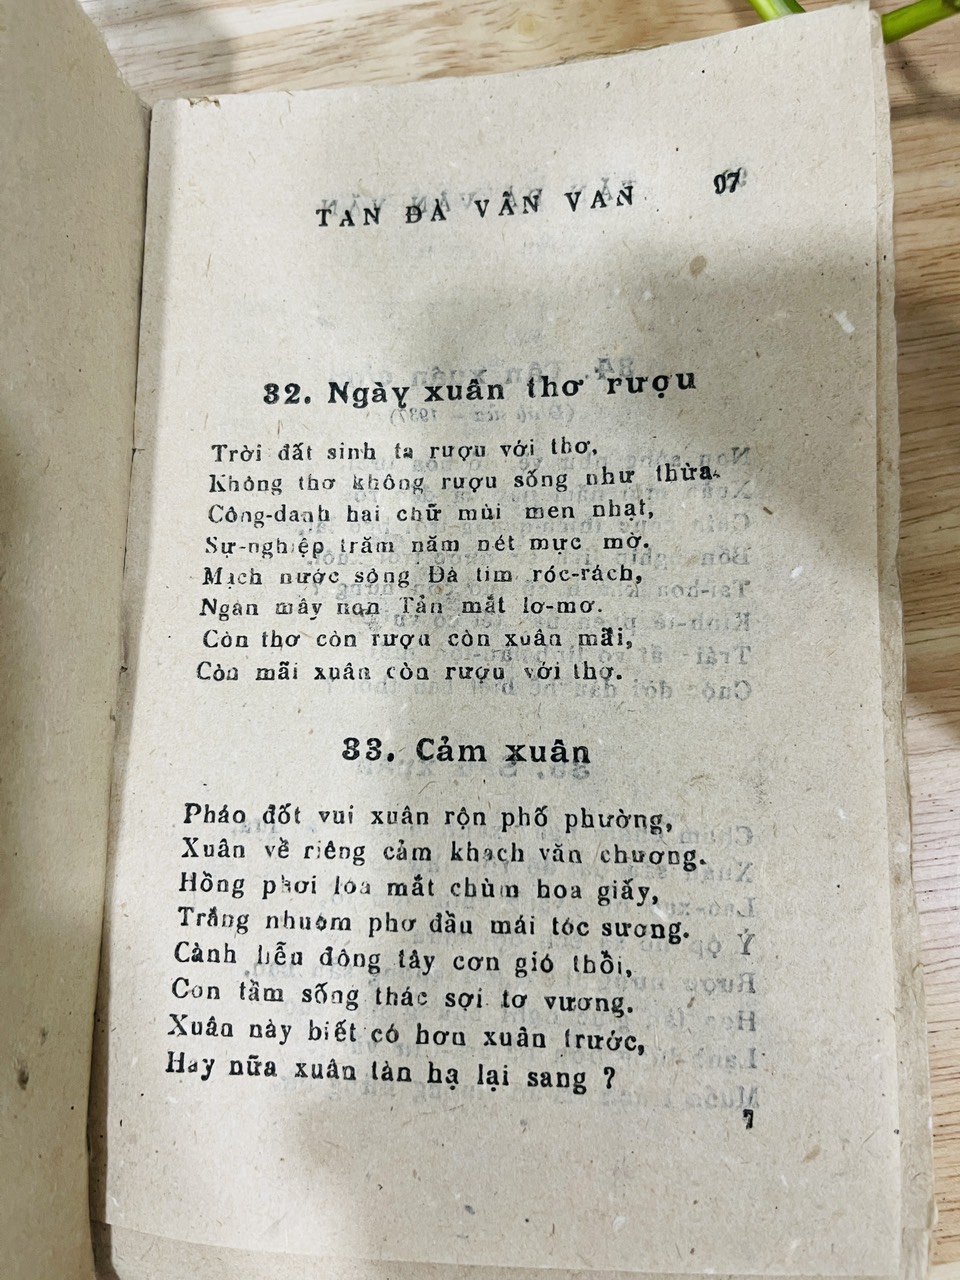 TẢN ĐÀ VẬN VĂN 97
32. Ngày xuân thơ rượu
Trời đất sinh ta rượu với thơ,
Không thơ không rượu sống như thừa.
Công-danh hai chữ mùi men nhạt,
Sự-nghiệp trăm năm nét mực mờ.
Mạch nước sông Đà tim róc-rách,
Ngàn mây non Tản mắt lơ-mơ.
Còn thơ còn rượu còn xuân mãi,
Còn mãi xuân còn rượu với thơ.
33. Cảm xuân
Pháo đốt vui xuân rộn phố phường,
Xuân về riêng cảm khách văn chương.
Hồng phơi lóa mắt chùm hoa giấy,
Trắng nhuộm phơ đầu mái tóc sương.
Cành liễu đông tây cơn gió thổi,
Con tầm sống thác sợi tơ vương.
Xuân này biết có hơn xuân trước,
Hay nữa xuân tàn hạ lại sang ?
7